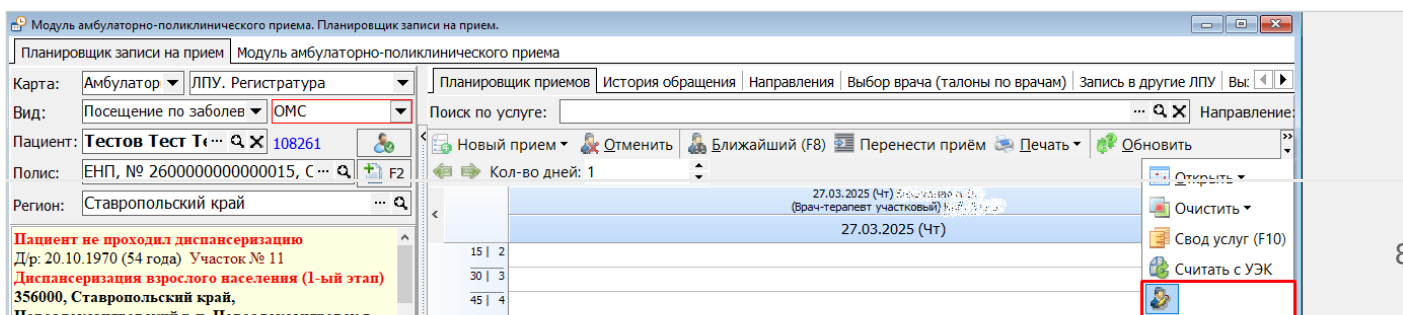 Модуль амбулаторно-поликлинического приема. Планировщик записи на прием.
Планировщик записи на прием Модуль амбулаторно-поликлинического приема
Карта: Амбулатор ЛПУ. Регистратура
Вид: Посещение по заболев ОМС
Пациент: Тестов Тест Те... 108261
Полис: ЕНП, № 2600000000000015, С ... F2
Регион: Ставропольский край ...
Пациент не проходил диспансеризацию
Д/р: 20.10.1970 (54 года) Участок № 11
Диспансеризация взрослого населения (1-ый этап)
356000, Ставропольский край,
Планировщик приемов История обращения Направления Выбор врача (талоны по врачам) Запись в другие ЛПУ Вы:
Поиск по услуге: ... Направление:
Новый прием Отменить Ближайший (F8) Перенести приём Печать Обновить
Кол-во дней: 1
27.03.2025 (Чт)
(Врач-терапевт участковый)
27.03.2025 (Чт)
15 | 2
30 | 3
45 | 4
Открыть
Очистить
Свод услуг (F10)
Считать с УЭК
8